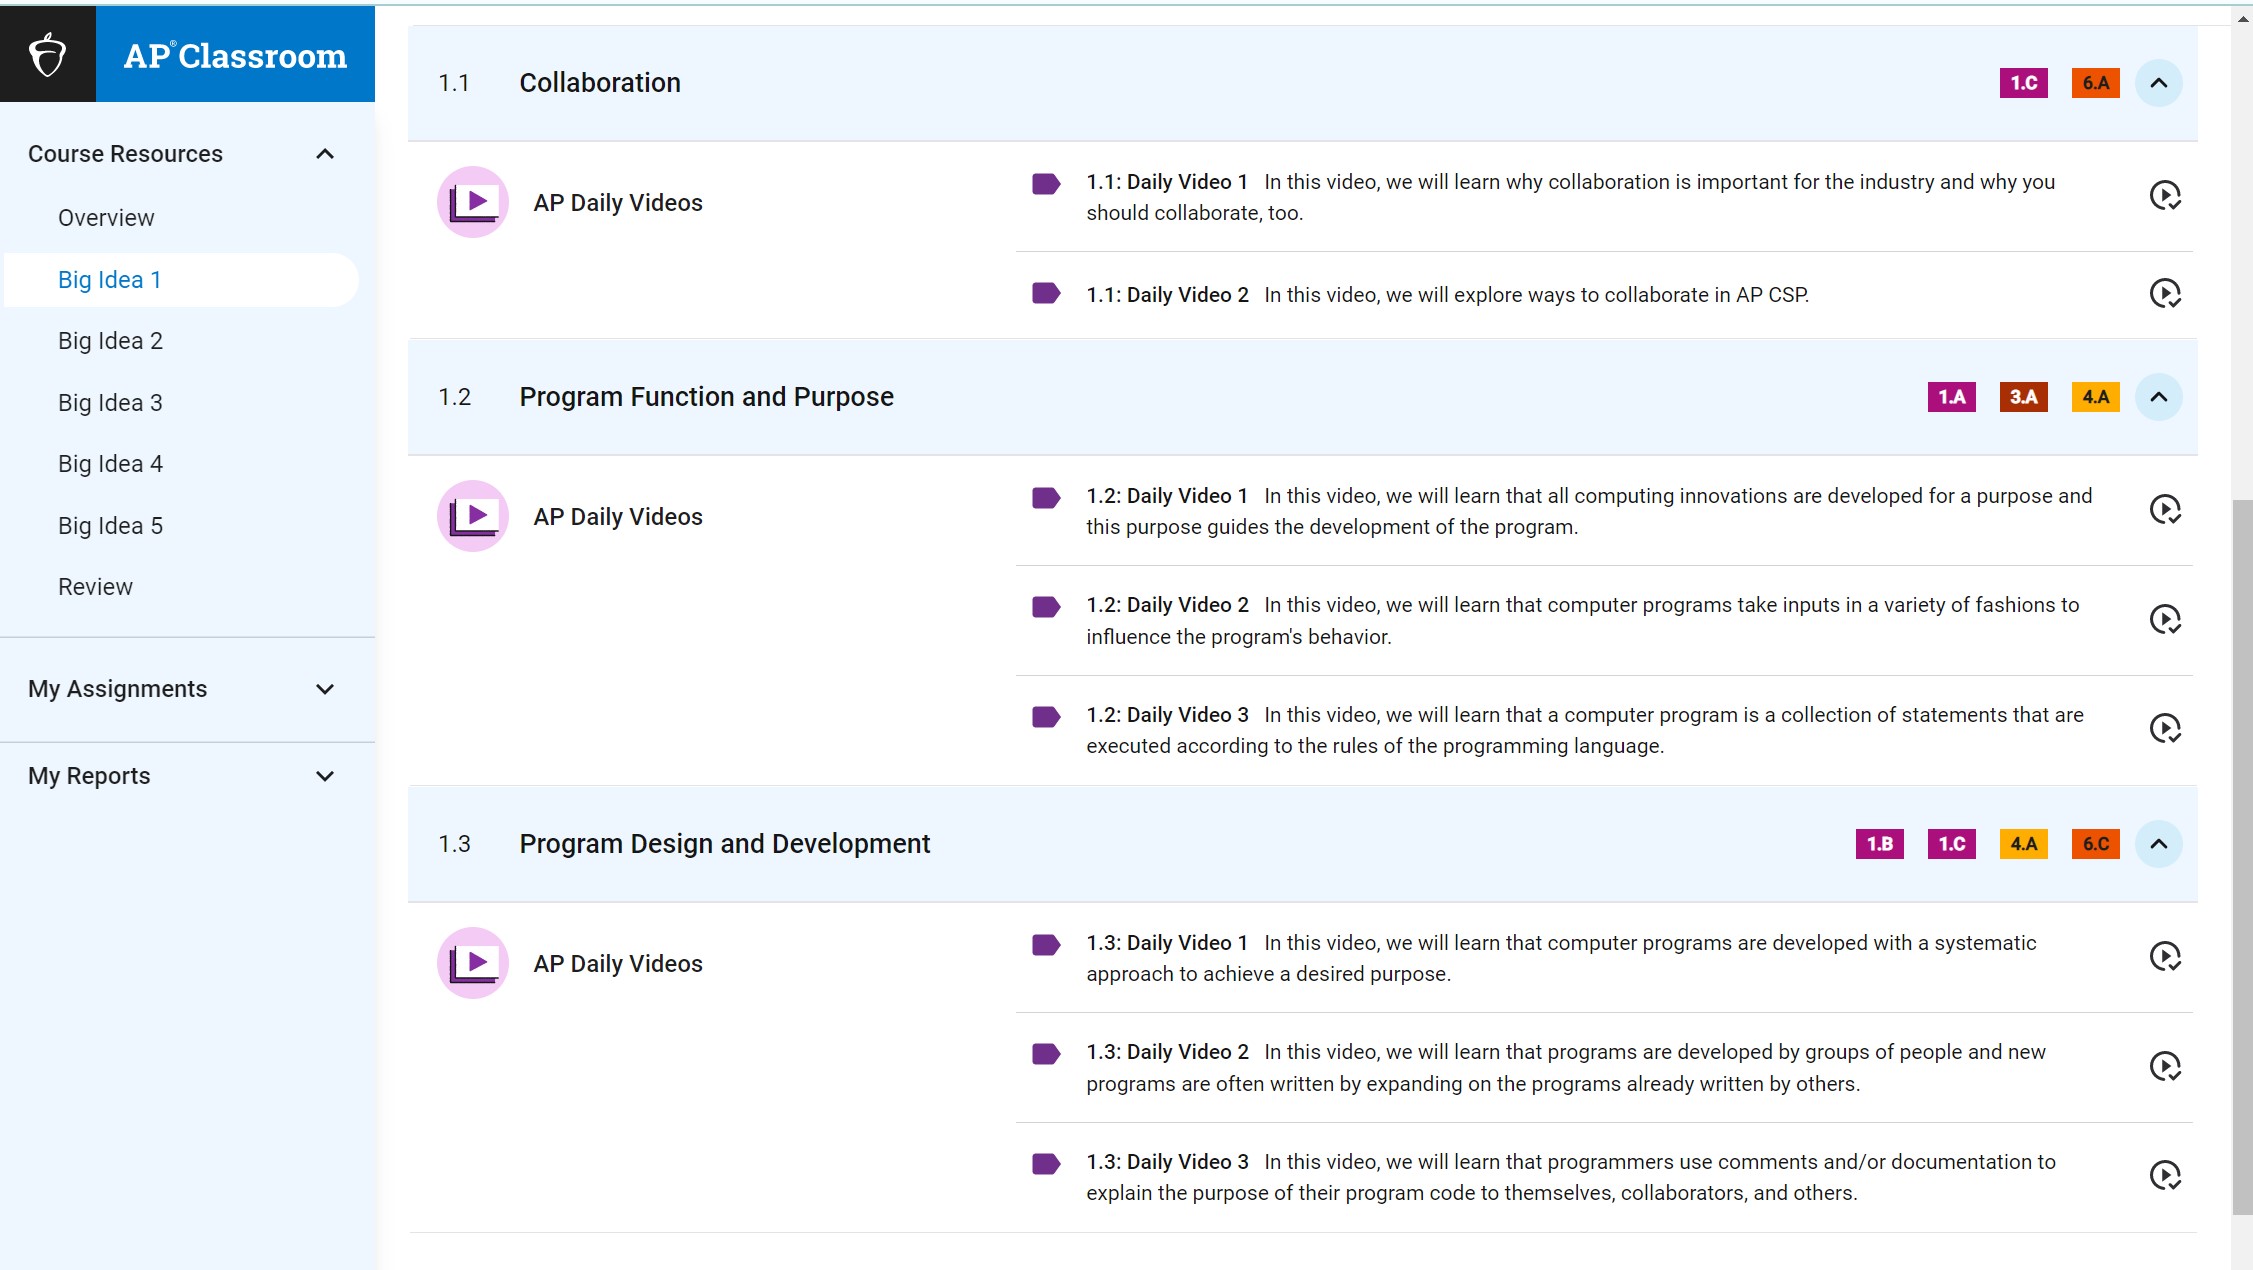 AP® Classroom
Course Resources
Overview
Big Idea 1
Big Idea 2
Big Idea 3
Big Idea 4
Big Idea 5
Review
My Assignments
My Reports
1.1 Collaboration 1.C 6.A
AP Daily Videos
1.1: Daily Video 1 In this video, we will learn why collaboration is important for the industry and why you
should collaborate, too.
1.1: Daily Video 2 In this video, we will explore ways to collaborate in AP CSP.
1.2 Program Function and Purpose 1.A 3.A 4.A
AP Daily Videos
1.2: Daily Video 1 In this video, we will learn that all computing innovations are developed for a purpose and
this purpose guides the development of the program.
1.2: Daily Video 2 In this video, we will learn that computer programs take inputs in a variety of fashions to
influence the program's behavior.
1.2: Daily Video 3 In this video, we will learn that a computer program is a collection of statements that are
executed according to the rules of the programming language.
1.3 Program Design and Development 1.B 1.C 4.A 6.C
AP Daily Videos
1.3: Daily Video 1 In this video, we will learn that computer programs are developed with a systematic
approach to achieve a desired purpose.
1.3: Daily Video 2 In this video, we will learn that programs are developed by groups of people and new
programs are often written by expanding on the programs already written by others.
1.3: Daily Video 3 In this video, we will learn that programmers use comments and/or documentation to
explain the purpose of their program code to themselves, collaborators, and others.